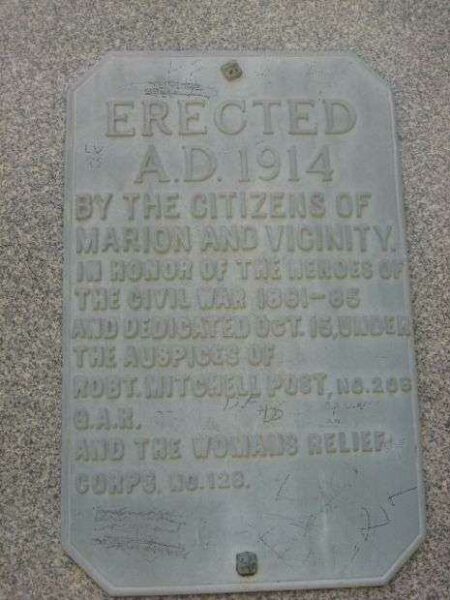 ERECTED
A.D. 1914
BY THE CITIZENS OF
MARION AND VICINITY.
IN HONOR OF THE HEROES OF
THE CIVIL WAR 1861-65
AND DEDICATED OCT. 15, UNDER
THE AUSPICES OF
ROBT. MITCHELL POST, NO. 206
G.A.R.
AND THE WOMANS RELIEF
CORPS, NO. 126.